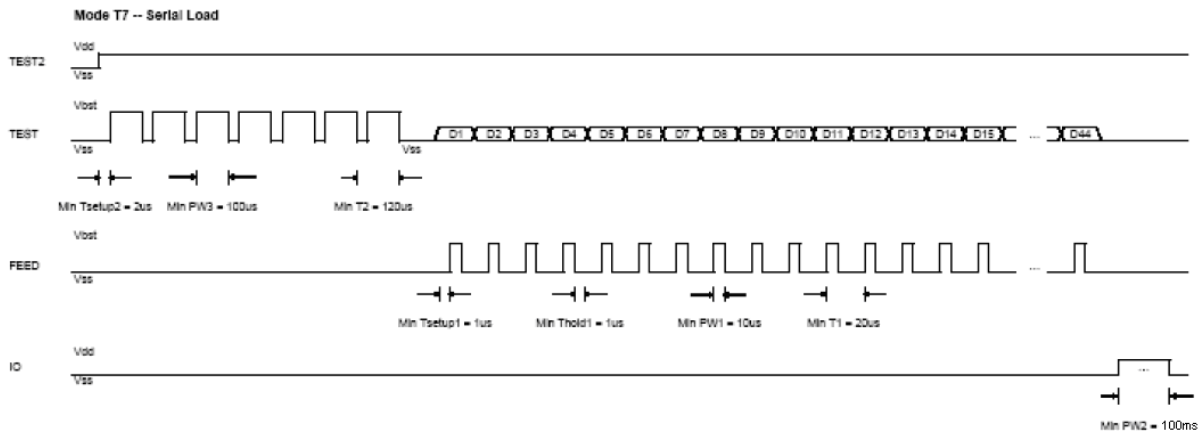 Mode T7 -- Serial Load
Vdd
TEST2
Vss
Vbst
TEST
D1 D2 D3 D4 D5 D6 D7 D8 D9 D10 D11 D12 D13 D14 D15 ... D44
Vss
Vss
Min Tsetup2 = 2us
Min PW3 = 100us
Min T2 = 120us
Vbst
FEED
...
Vss
Min Tsetup1 = 1us
Min Thold1 = 1us
Min PW1 = 10us
Min T1 = 20us
Vdd
IO
...
Vss
Min PW2 = 100ms